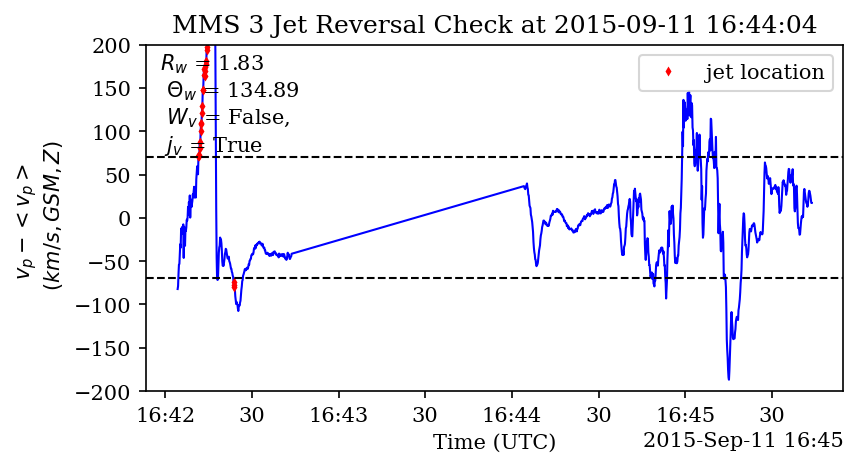 MMS 3 Jet Reversal Check at 2015-09-11 16:44:04
R_w = 1.83
Θ_w = 134.89
W_v = False,
j_v = True
jet location
200
150
100
50
0
−50
−100
−150
−200
v_p − <v_p>
(km/s, GSM, Z)
16:42 30 16:43 30 16:44 30 16:45 30
Time (UTC)
2015-Sep-11 16:45